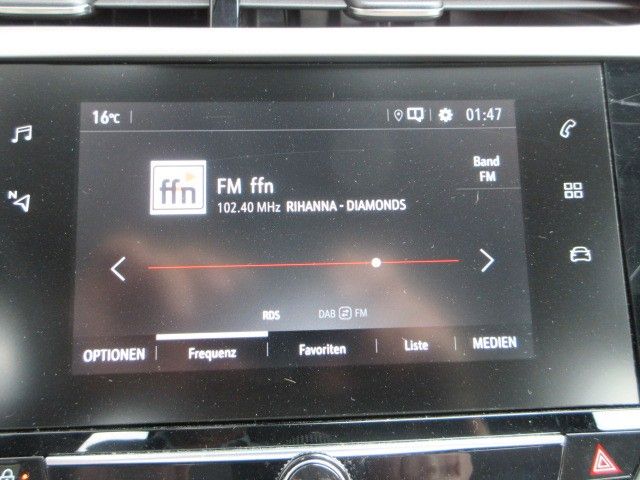 16°C
01:47
ffn
FM ffn
102.40 MHz RIHANNA - DIAMONDS
Band
FM
N
RDS
DAB FM
OPTIONEN Frequenz Favoriten Liste MEDIEN